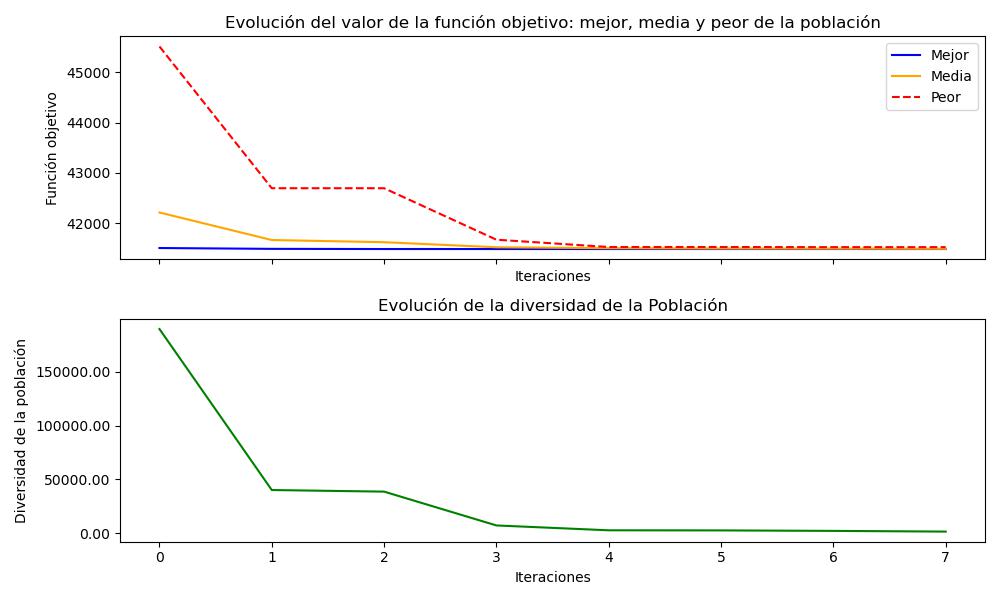 Evolución del valor de la función objetivo: mejor, media y peor de la población
45000
44000
43000
42000
Función objetivo
Mejor
Media
Peor
Iteraciones
Evolución de la diversidad de la Población
150000.00
100000.00
50000.00
0.00
Diversidad de la población
0 1 2 3 4 5 6 7
Iteraciones